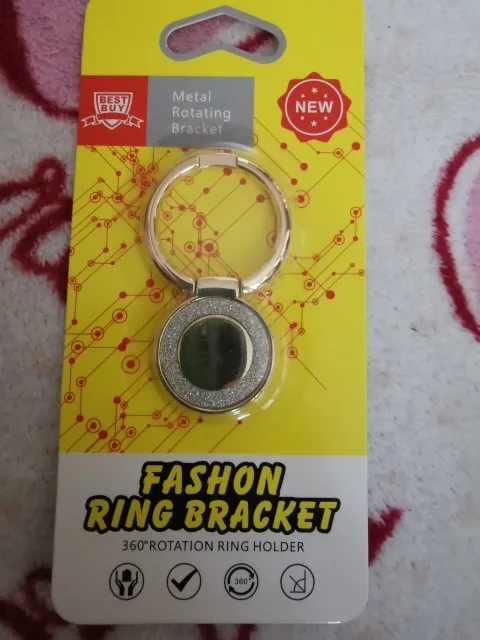 BEST
BUY
Metal
Rotating
Bracket
NEW
FASHON
RING BRACKET
360°ROTATION RING HOLDER
360°